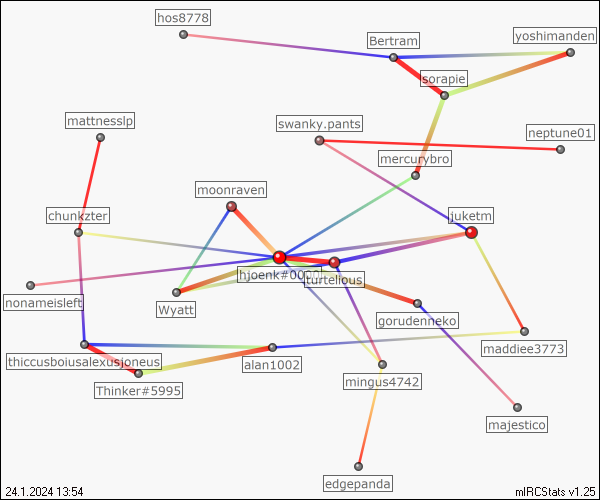 hos8778
Bertram
yoshimanden
sorapie
mattnesslp
swanky.pants
neptune01
mercurybro
moonraven
chunkzter
juketm
hjoenk#0000
turtelous
nonameisleft
Wyatt
gorudenneko
thiccusboiusalexusjoneus
alan1002
maddiee3773
Thinker#5995
mingus4742
majestico
edgepanda
24.1.2024 13:54
mIRCStats v1.25